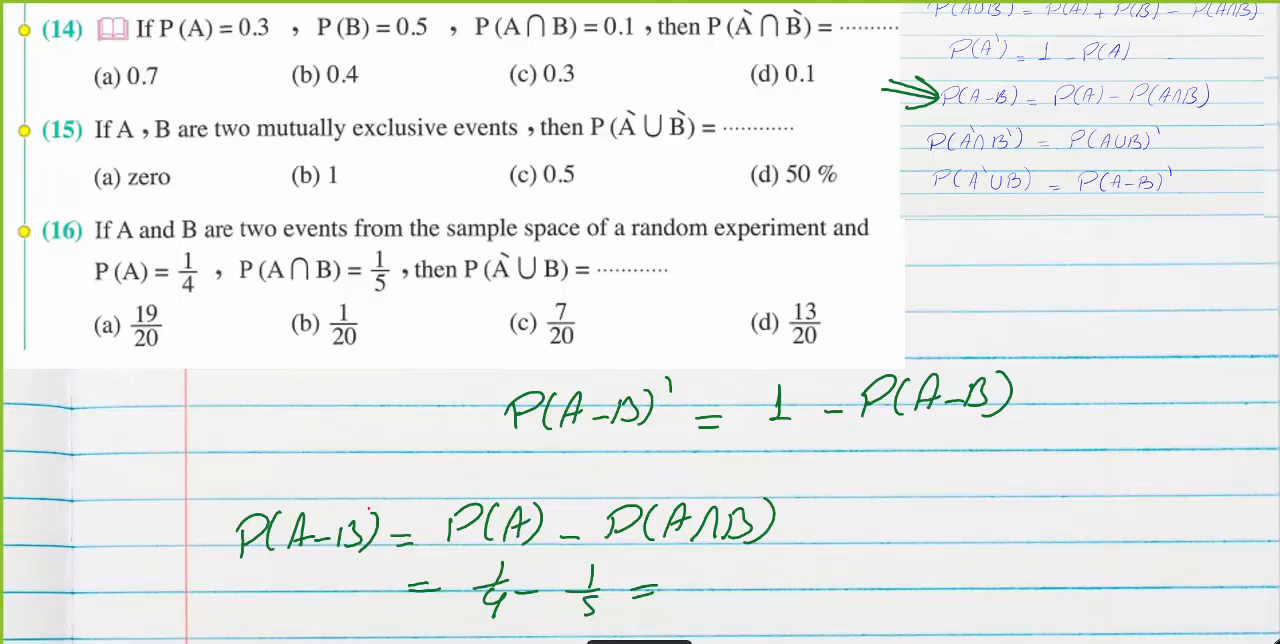 (14) If P (A) = 0.3 , P (B) = 0.5 , P (A ∩ B) = 0.1 , then P (À ∩ B̀) = ..........
(a) 0.7 (b) 0.4 (c) 0.3 (d) 0.1
(15) If A , B are two mutually exclusive events , then P (À ∪ B̀) = ............
(a) zero (b) 1 (c) 0.5 (d) 50 %
(16) If A and B are two events from the sample space of a random experiment and
P (A) = 1/4 , P (A ∩ B) = 1/5 , then P (À ∪ B) = ............
(a) 19/20 (b) 1/20 (c) 7/20 (d) 13/20
P(A∪B) = P(A) + P(B) - P(A∩B)
P(A') = 1 - P(A)
P(A-B) = P(A) - P(A∩B)
P(A'∩B') = P(A∪B)'
P(A'∪B) = P(A-B)'
P(A-B)' = 1 - P(A-B)
P(A-B) = P(A) - P(A∩B)
= 1/4 - 1/5 =